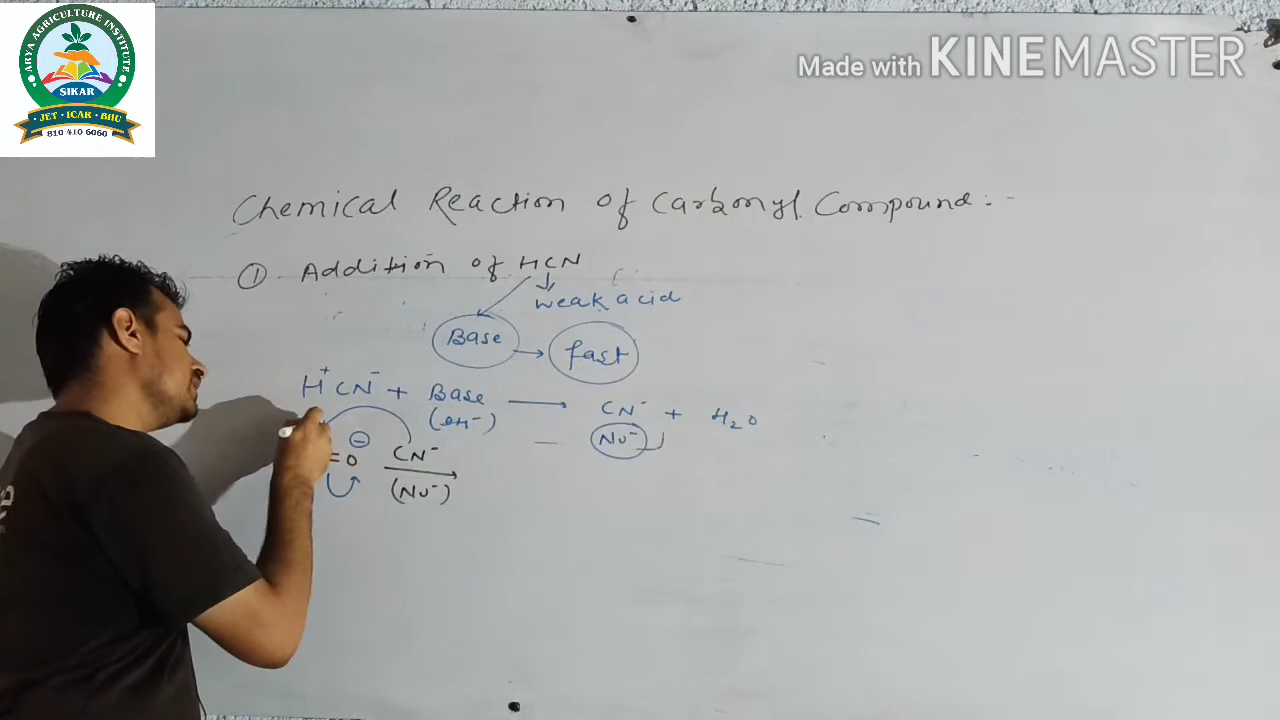 ARYA AGRICULTURE INSTITUTE
SIKAR
· JET · ICAR · BHU
810 410 6060
Made with KINEMASTER
Chemical Reaction of Carbonyl Compound :-
① Addition of HCN
weak acid
Base → fast
H⁺CN⁻ + Base → CN⁻ + H₂O
(OH⁻)
Nu⁻
=O ⊖ CN⁻
(Nu⁻)